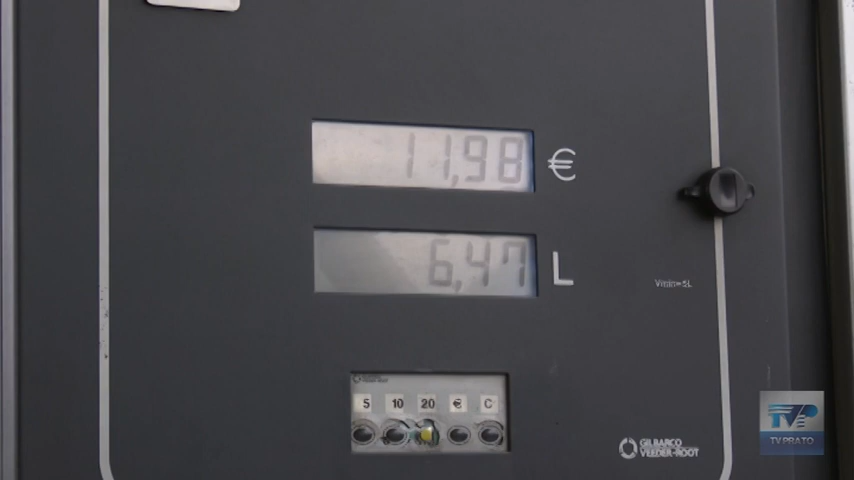 11,98 €
6,47 L
Vmin=5L
5 10 20 € C
GILBARCO
VEEDER-ROOT
TV PRATO